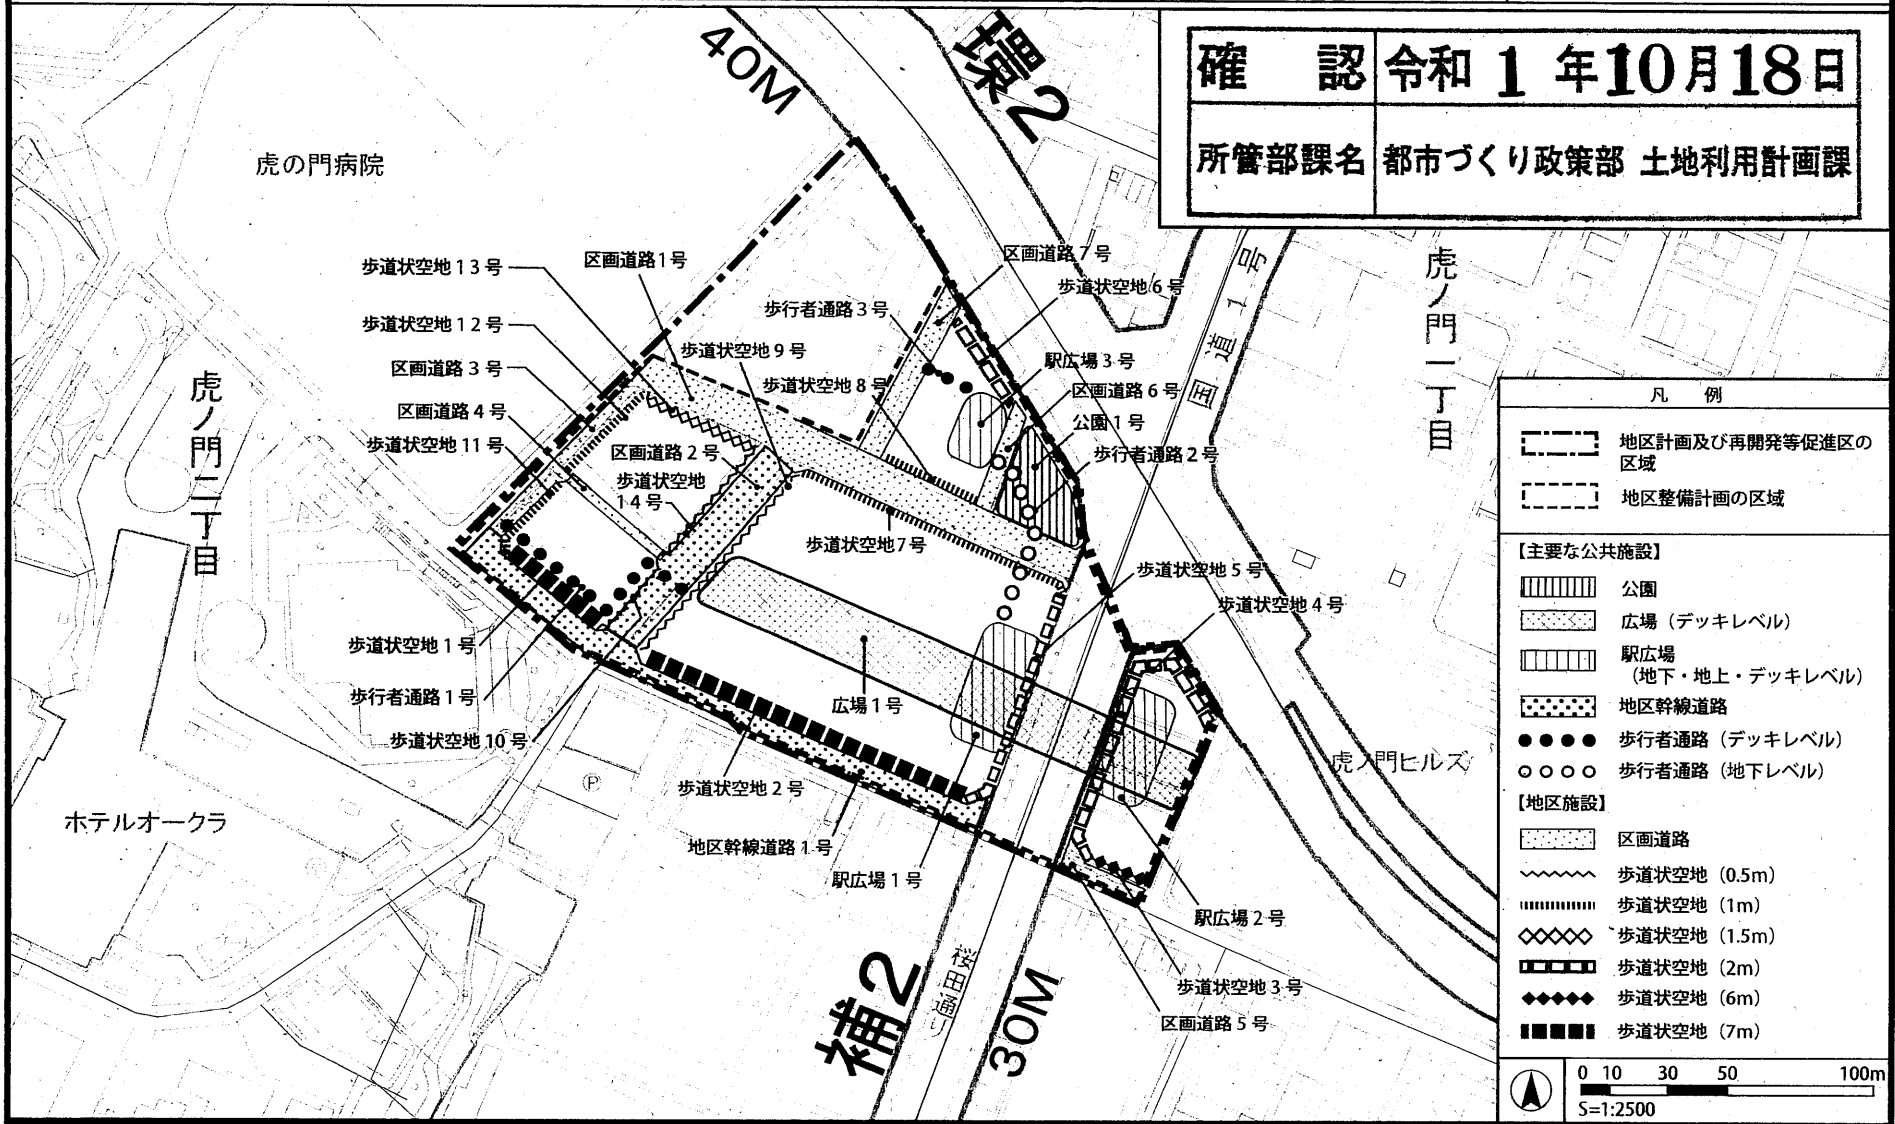 確 認 令和 1 年 10月 18日
所管部課名 都市づくり政策部 土地利用計画課
40M
環2
虎の門病院
国道1号
虎ノ門一丁目
虎ノ門二丁目
歩道状空地13号
区画道路1号
区画道路7号
歩道状空地6号
歩道状空地12号
歩行者通路3号
歩道状空地9号
駅広場3号
区画道路3号
歩道状空地8号
区画道路6号
区画道路4号
公園1号
歩道状空地11号
区画道路2号
歩行者通路2号
歩道状空地
14号
歩道状空地7号
歩道状空地5号
歩道状空地4号
歩道状空地1号
歩行者通路1号
広場1号
歩道状空地10号
虎ノ門ヒルズ
歩道状空地2号
P
ホテルオークラ
地区幹線道路1号
駅広場1号
駅広場2号
歩道状空地3号
区画道路5号
補2
桜田通り
30M
凡 例
地区計画及び再開発等促進区の
区域
地区整備計画の区域
【主要な公共施設】
公園
広場（デッキレベル）
駅広場
（地下・地上・デッキレベル）
地区幹線道路
歩行者通路（デッキレベル）
歩行者通路（地下レベル）
【地区施設】
区画道路
歩道状空地（0.5m）
歩道状空地（1m）
歩道状空地（1.5m）
歩道状空地（2m）
歩道状空地（6m）
歩道状空地（7m）
0 10 30 50 100m
S=1:2500